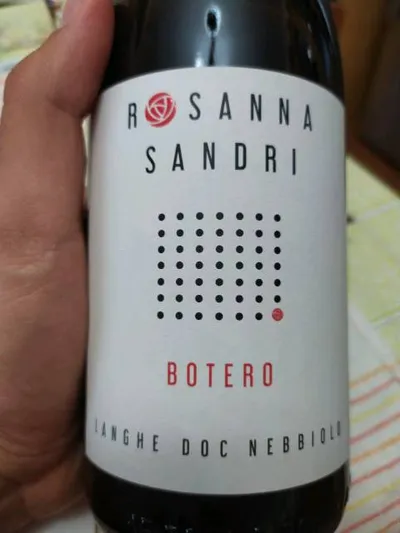 ROSANNA
SANDRI
BOTERO
LANGHE DOC NEBBIOLO